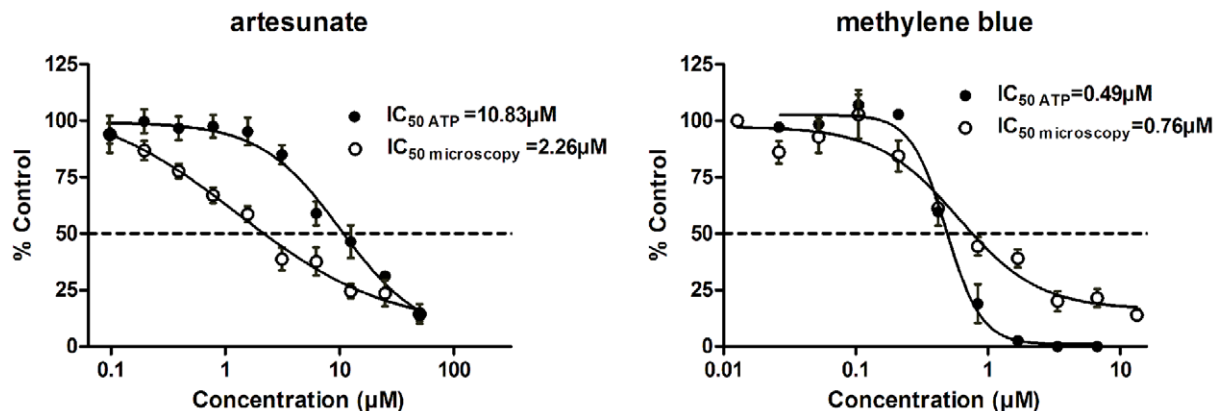 artesunate
125
100
75
50
25
0
% Control
IC50 ATP=10.83µM
IC50 microscopy=2.26µM
0.1 1 10 100
Concentration (µM)
methylene blue
125
100
75
50
25
0
% Control
IC50 ATP=0.49µM
IC50 microscopy=0.76µM
0.01 0.1 1 10
Concentration (µM)